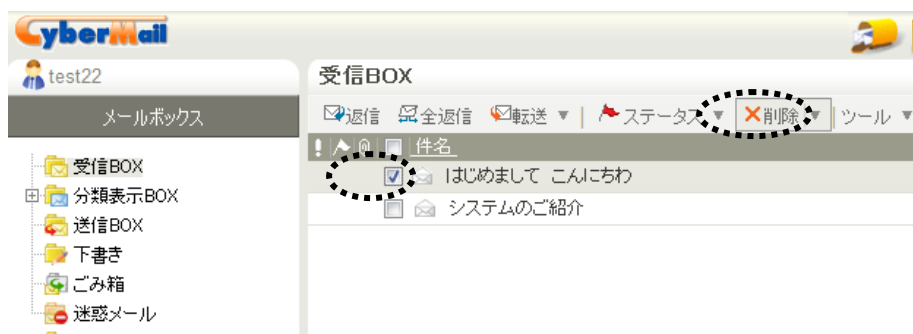 CyberMail
test22
受信BOX
メールボックス
返信 全返信 転送 ▼ | ステータス ▼ ×削除 ▼ ツール ▼
! 件名
受信BOX
はじめまして こんにちわ
分類表示BOX
システムのご紹介
送信BOX
下書き
ごみ箱
迷惑メール